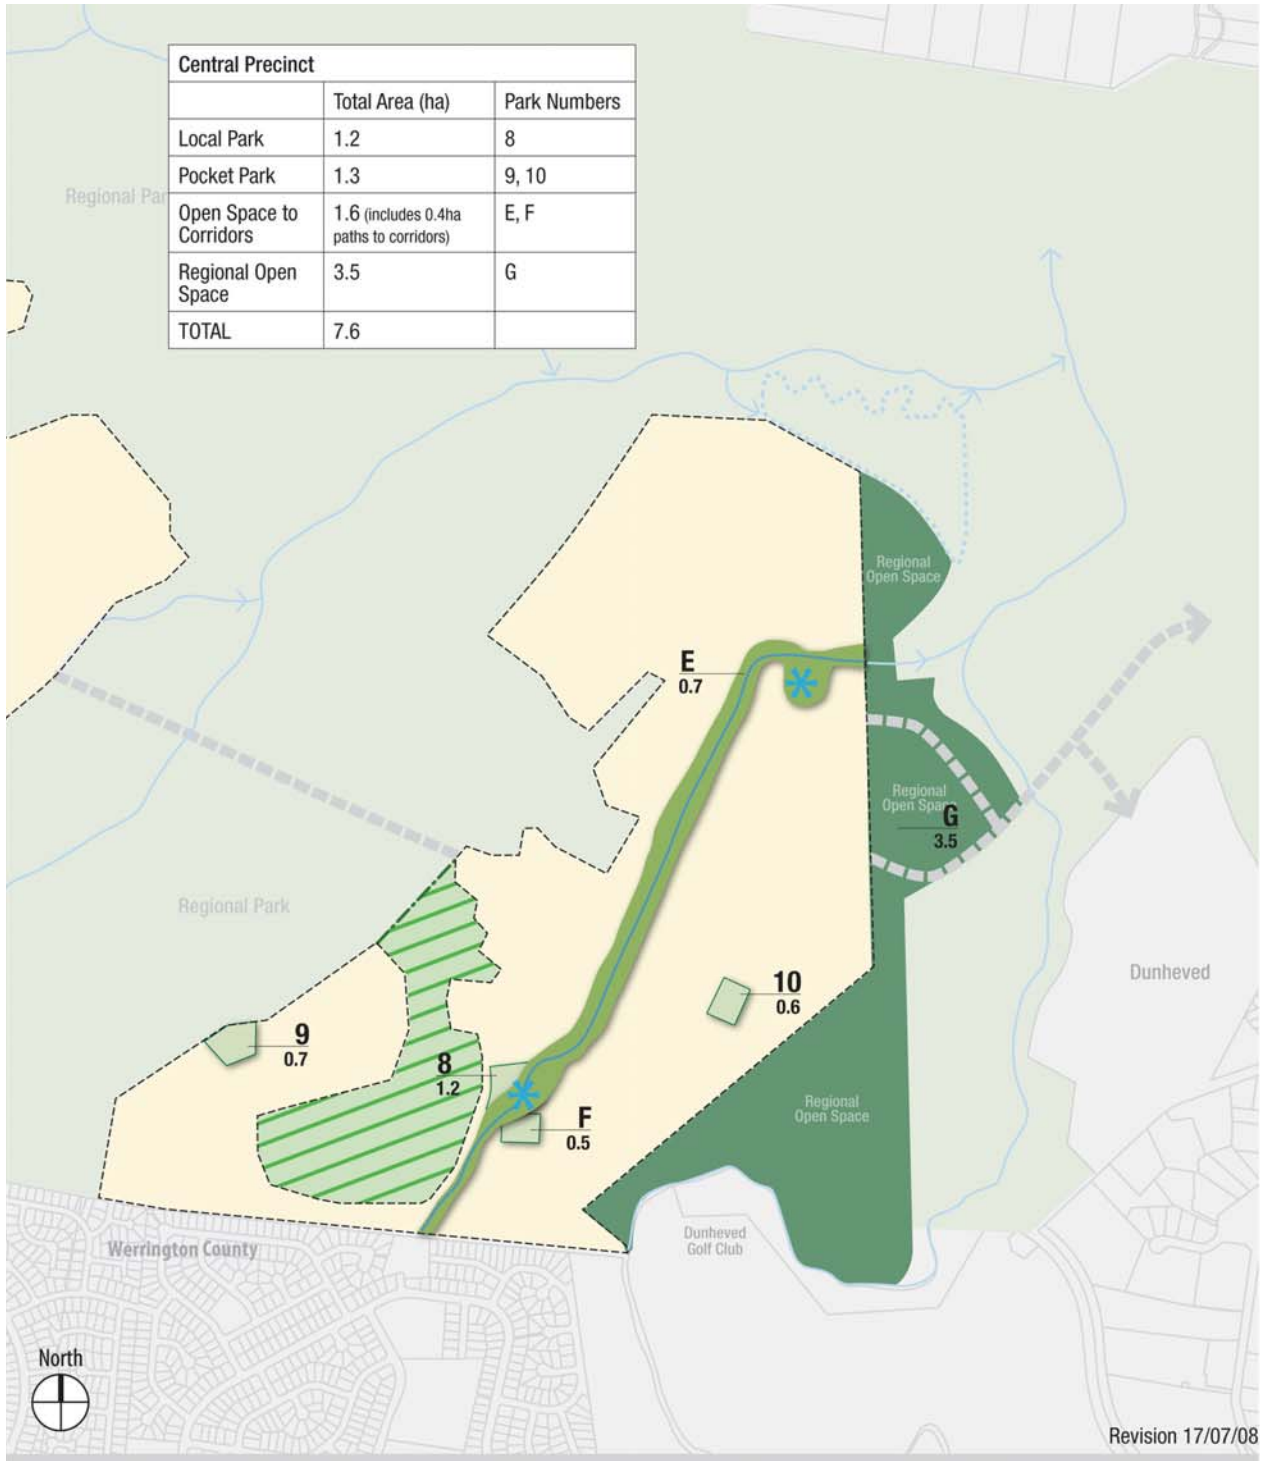 Central Precinct
Total Area (ha) Park Numbers
Local Park 1.2 8
Pocket Park 1.3 9, 10
Open Space to Corridors 1.6 (includes 0.4ha paths to corridors) E, F
Regional Open Space 3.5 G
TOTAL 7.6
Regional Par
Regional
Open Space
E
0.7
Regional
Open Space
G
3.5
Regional Park
Dunheved
10
0.6
9
0.7
8
1.2
F
0.5
Regional
Open Space
Werrington County
Dunheved
Golf Club
North
Revision 17/07/08